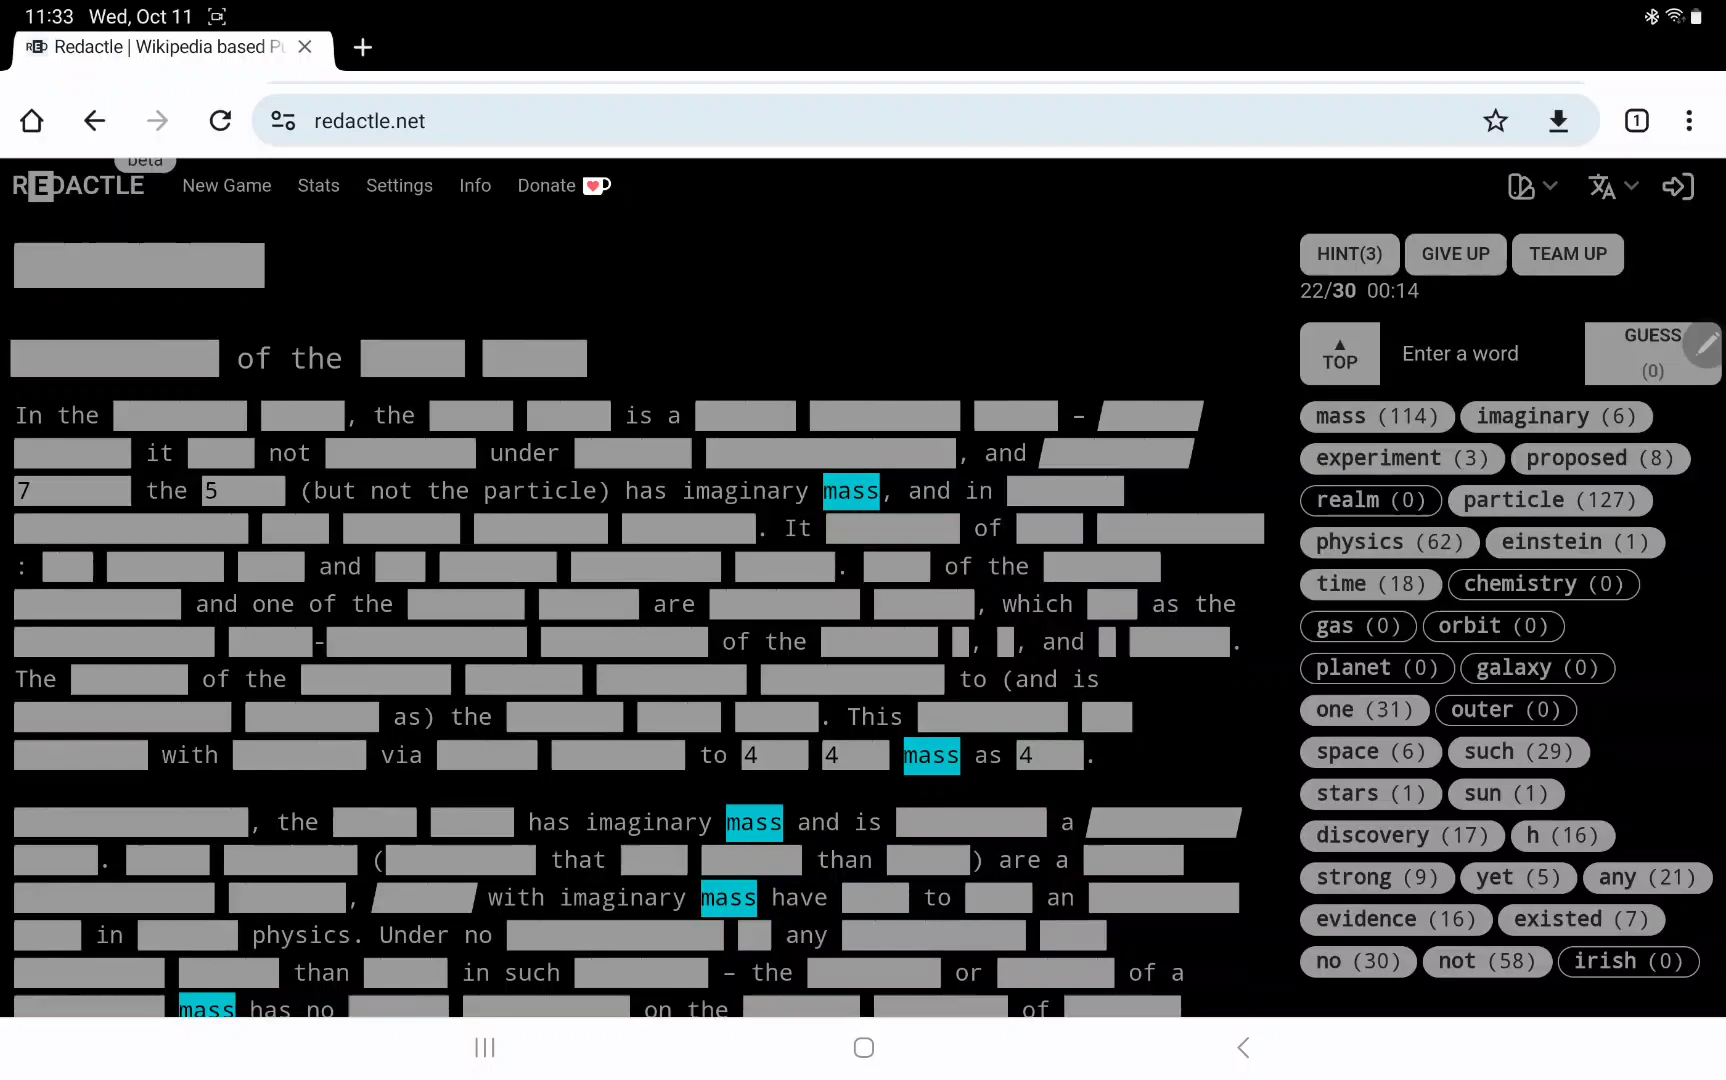 11:33 Wed, Oct 11
REDACTLE Redactle | Wikipedia based Pu
redactle.net
1
beta
REDACTLE New Game Stats Settings Info Donate
HINT(3) GIVE UP TEAM UP
22/30 00:14
of the
TOP Enter a word GUESS (0)
In the , the is a –
it not under , and
7 the 5 (but not the particle) has imaginary mass, and in
. It of
: and . of the
and one of the are , which as the
- of the , , and .
The of the to (and is
as) the . This
with via to 4 4 mass as 4 .
, the has imaginary mass and is a
. ( that than ) are a
, with imaginary mass have to an
in physics. Under no any
than in such – the or of a
mass has no on the of
mass (114) imaginary (6)
experiment (3) proposed (8)
realm (0) particle (127)
physics (62) einstein (1)
time (18) chemistry (0)
gas (0) orbit (0)
planet (0) galaxy (0)
one (31) outer (0)
space (6) such (29)
stars (1) sun (1)
discovery (17) h (16)
strong (9) yet (5) any (21)
evidence (16) existed (7)
no (30) not (58) irish (0)